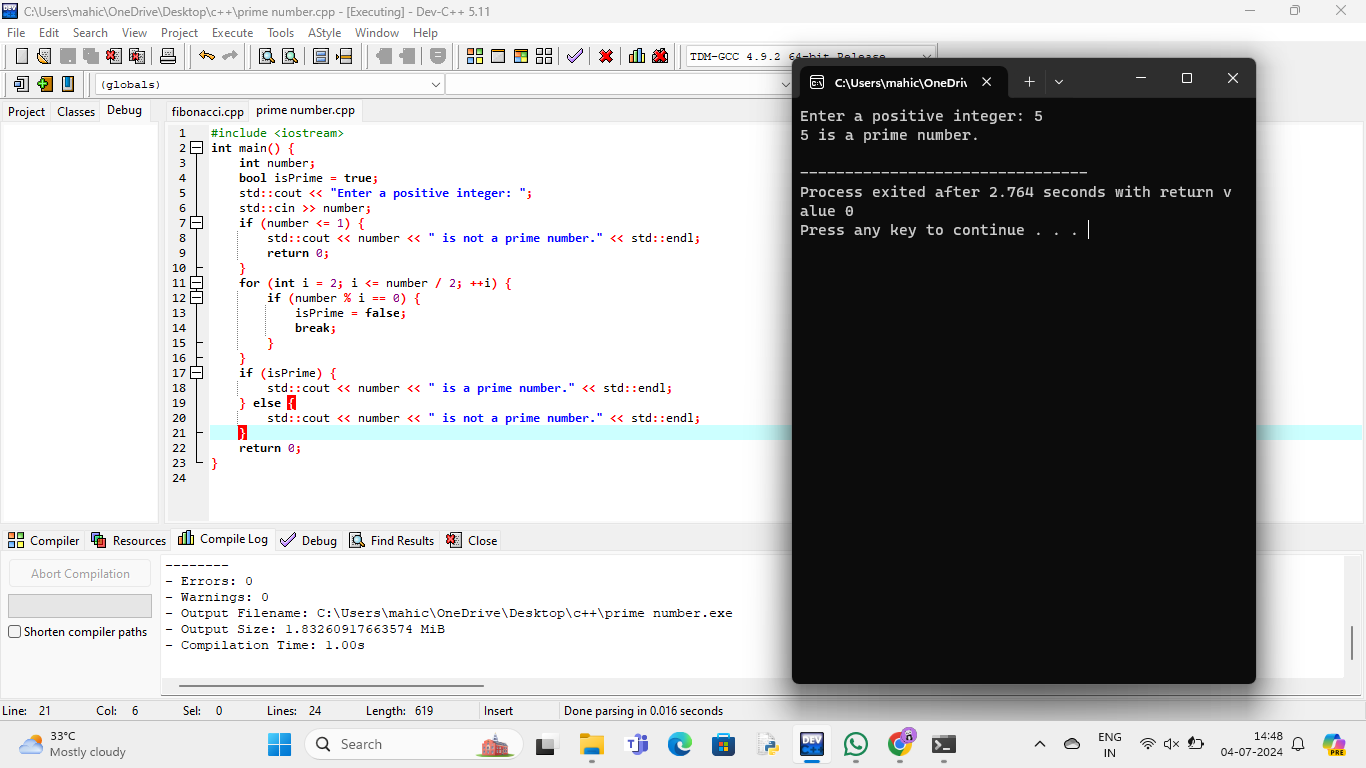 C:\Users\mahic\OneDrive\Desktop\c++\prime number.cpp - [Executing] - Dev-C++ 5.11
File Edit Search View Project Execute Tools AStyle Window Help
TDM-GCC 4.9.2 64-bit Release
(globals)
Project Classes Debug
fibonacci.cpp prime number.cpp
1 #include <iostream>
2 int main() {
3 int number;
4 bool isPrime = true;
5 std::cout << "Enter a positive integer: ";
6 std::cin >> number;
7 if (number <= 1) {
8 std::cout << number << " is not a prime number." << std::endl;
9 return 0;
10 }
11 for (int i = 2; i <= number / 2; ++i) {
12 if (number % i == 0) {
13 isPrime = false;
14 break;
15 }
16 }
17 if (isPrime) {
18 std::cout << number << " is a prime number." << std::endl;
19 } else {
20 std::cout << number << " is not a prime number." << std::endl;
21 }
22 return 0;
23 }
24
C:\Users\mahic\OneDri
Enter a positive integer: 5
5 is a prime number.
--------------------------------
Process exited after 2.764 seconds with return v
alue 0
Press any key to continue . . .
Compiler Resources Compile Log Debug Find Results Close
Abort Compilation
Shorten compiler paths
--------
- Errors: 0
- Warnings: 0
- Output Filename: C:\Users\mahic\OneDrive\Desktop\c++\prime number.exe
- Output Size: 1.83260917663574 MiB
- Compilation Time: 1.00s
Line: 21 Col: 6 Sel: 0 Lines: 24 Length: 619 Insert Done parsing in 0.016 seconds
33°C
Mostly cloudy
Search
DEV
ENG
IN
14:48
04-07-2024
PRE